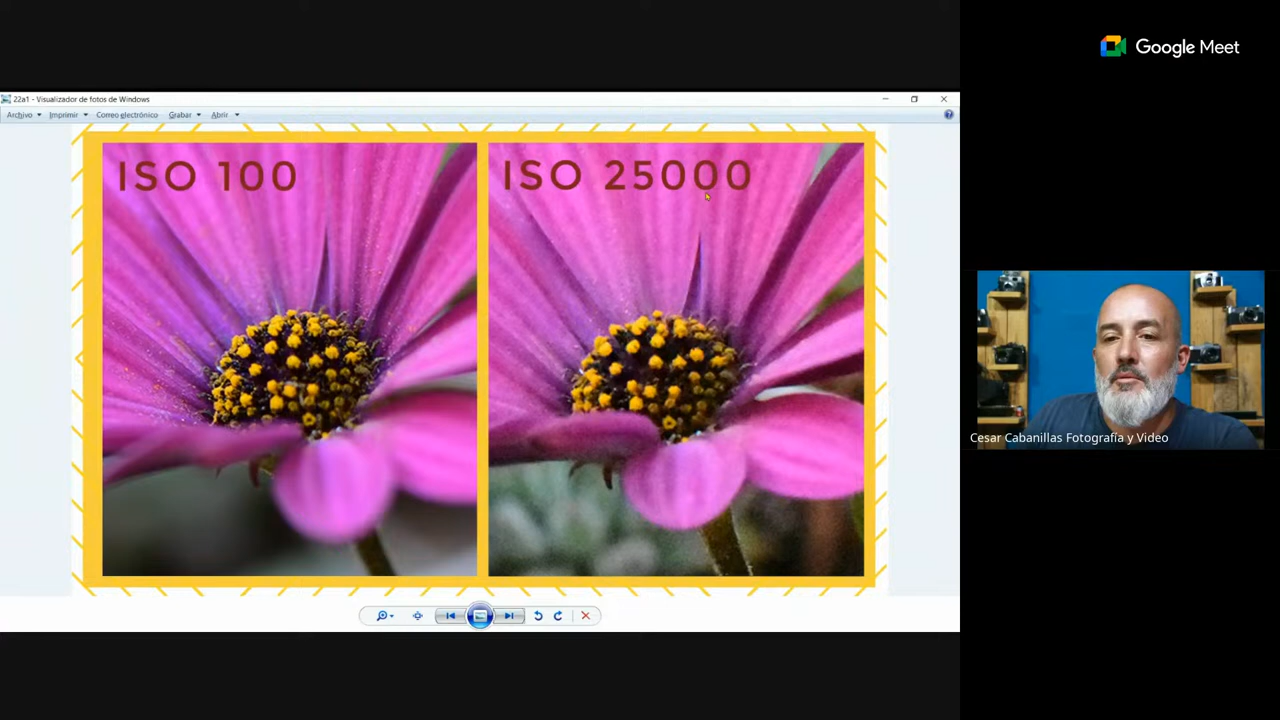 Google Meet
22a1 - Visualizador de fotos de Windows
Archivo Imprimir Correo electrónico Grabar Abrir
ISO 100
ISO 25000
Cesar Cabanillas Fotografía y Video